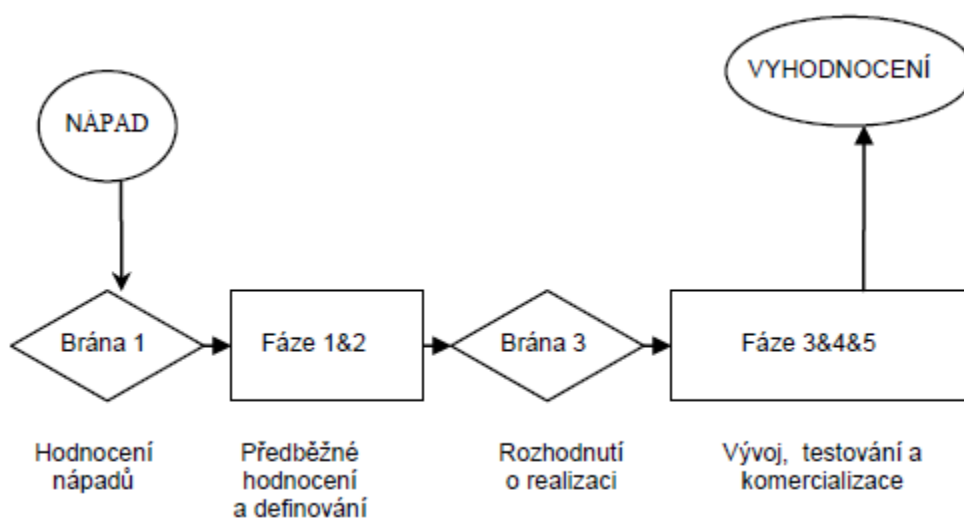 VYHODNOCENÍ
NÁPAD
Brána 1
Fáze 1&2
Brána 3
Fáze 3&4&5
Hodnocení
nápadů
Předběžné
hodnocení
a definování
Rozhodnutí
o realizaci
Vývoj, testování a
komercializace